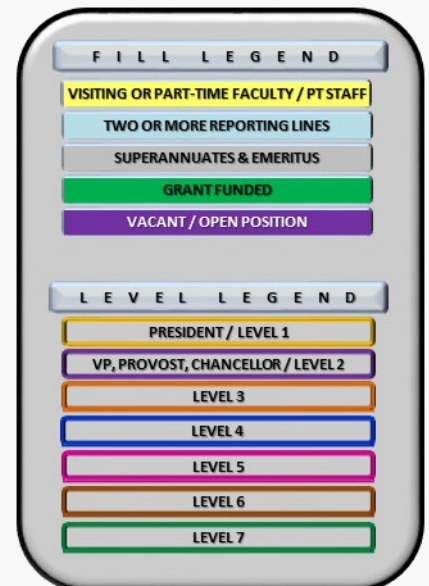 FILL LEGEND
VISITING OR PART-TIME FACULTY / PT STAFF
TWO OR MORE REPORTING LINES
SUPERANNUATES & EMERITUS
GRANT FUNDED
VACANT / OPEN POSITION
LEVEL LEGEND
PRESIDENT / LEVEL 1
VP, PROVOST, CHANCELLOR / LEVEL 2
LEVEL 3
LEVEL 4
LEVEL 5
LEVEL 6
LEVEL 7